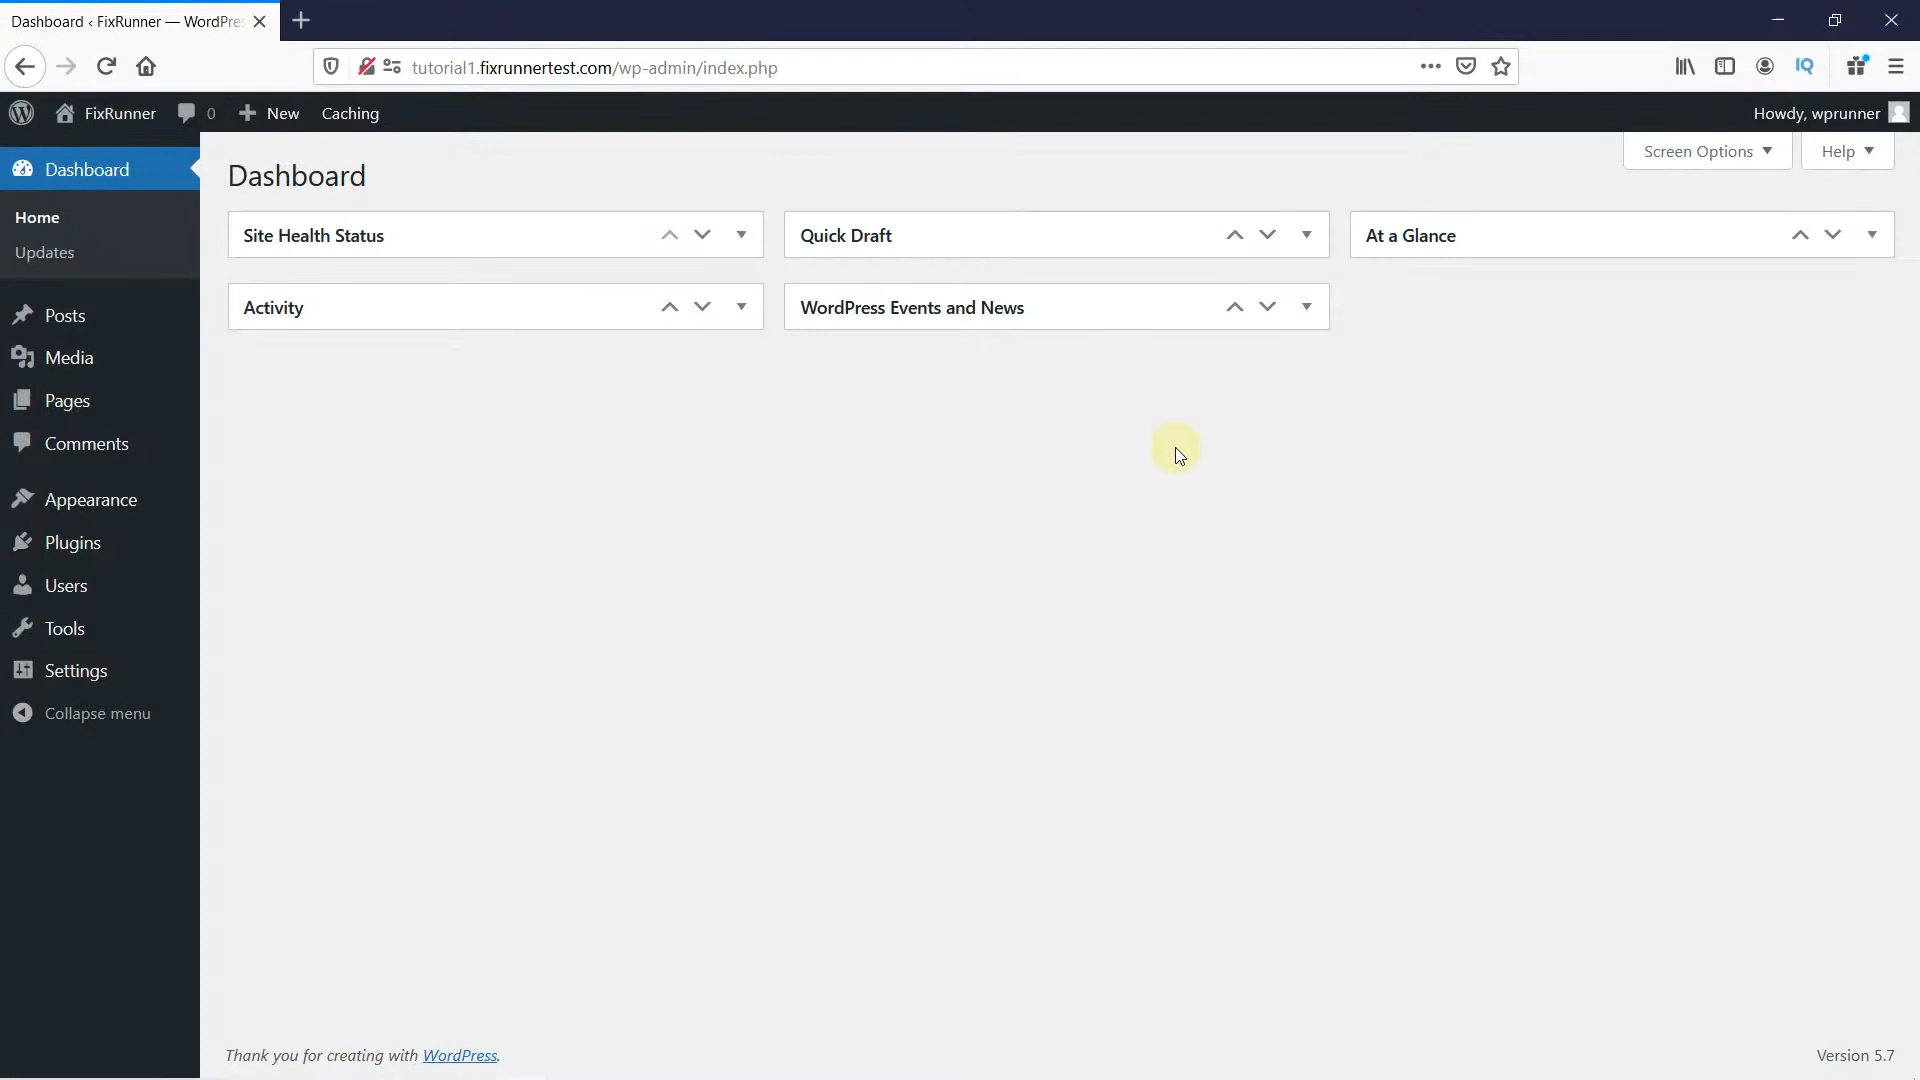 Dashboard ‹ FixRunner — WordPres
tutorial1.fixrunnertest.com/wp-admin/index.php
IQ
FixRunner
0
New
Caching
Howdy, wprunner
Dashboard
Home
Updates
Posts
Media
Pages
Comments
Appearance
Plugins
Users
Tools
Settings
Collapse menu
Screen Options
Help
Dashboard
Site Health Status
Quick Draft
At a Glance
Activity
WordPress Events and News
Thank you for creating with WordPress.
Version 5.7